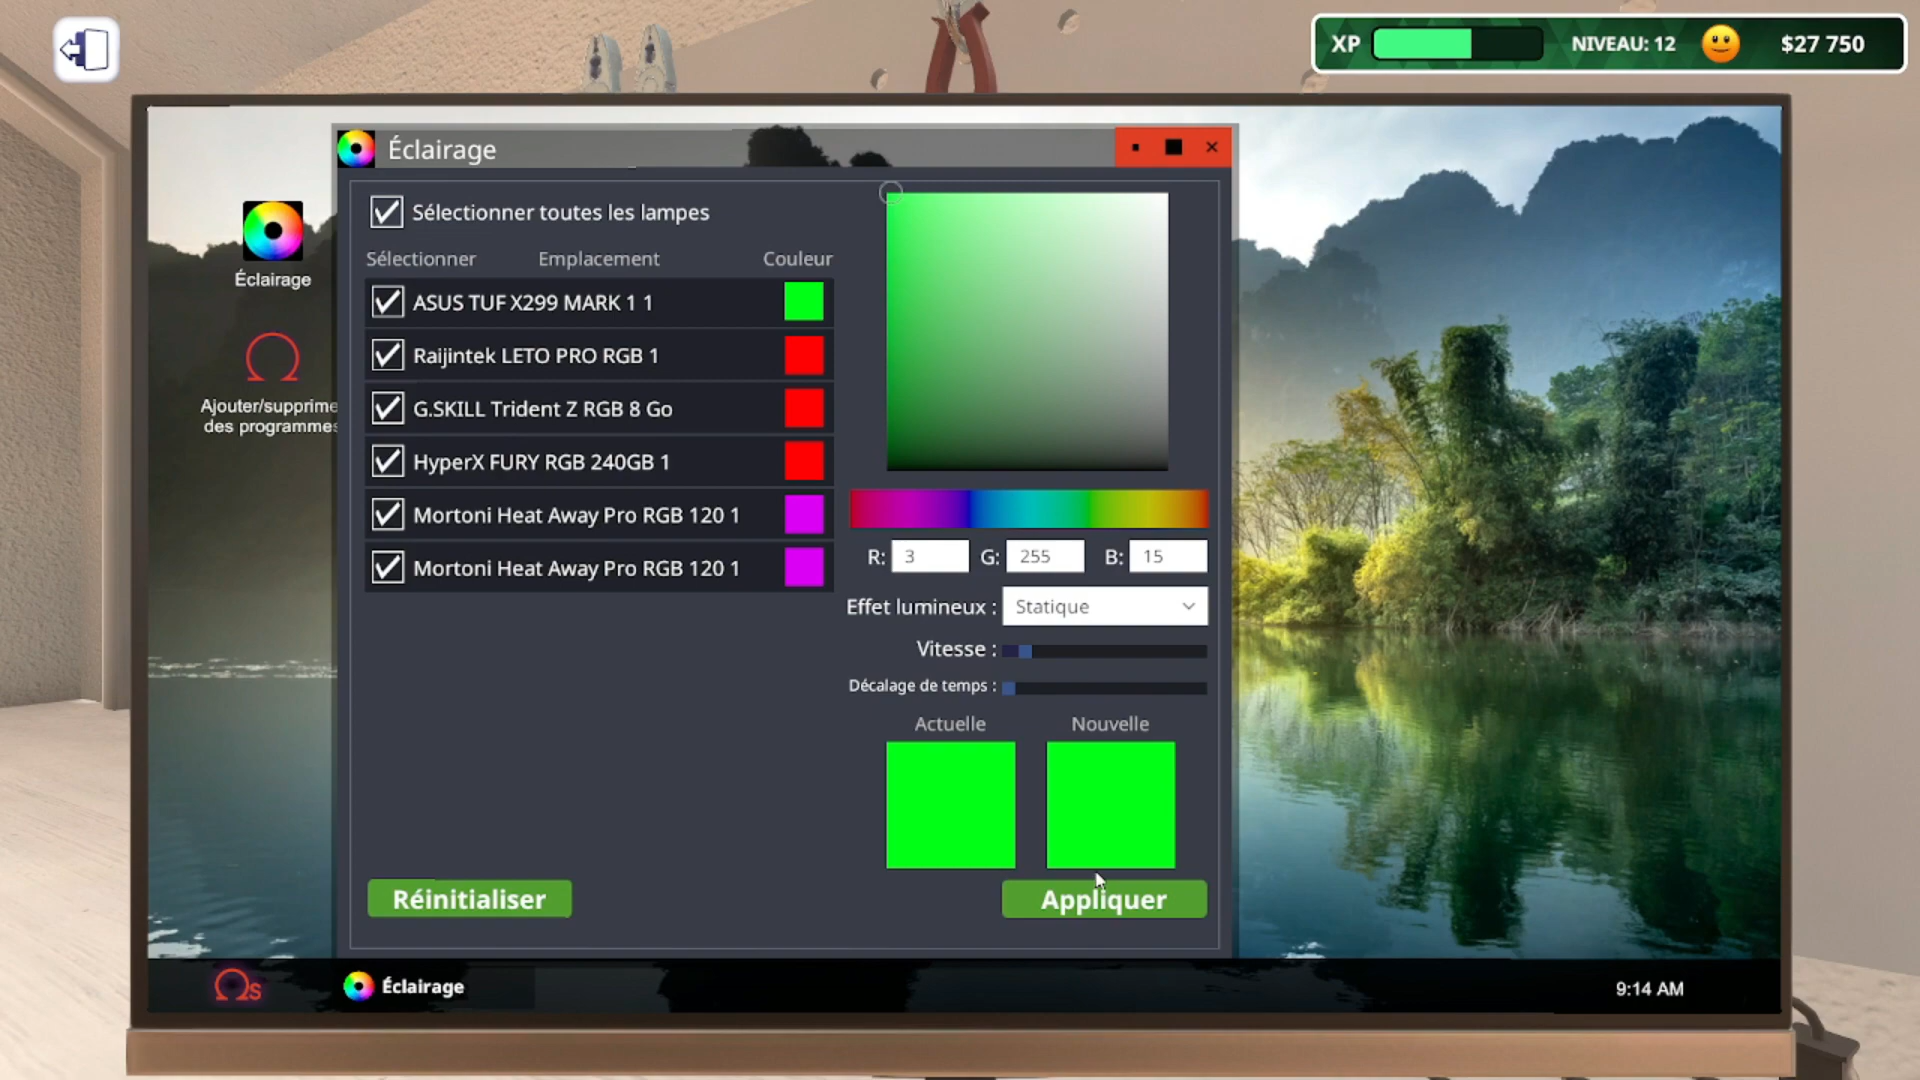 XP NIVEAU: 12 $27 750
Éclairage
Sélectionner toutes les lampes
Sélectionner Emplacement Couleur
ASUS TUF X299 MARK 1 1
Raijintek LETO PRO RGB 1
G.SKILL Trident Z RGB 8 Go
HyperX FURY RGB 240GB 1
Mortoni Heat Away Pro RGB 120 1
Mortoni Heat Away Pro RGB 120 1
R: 3 G: 255 B: 15
Effet lumineux : Statique
Vitesse :
Décalage de temps :
Actuelle Nouvelle
Réinitialiser Appliquer
Éclairage
Ajouter/supprime
des programmes
Ωs Éclairage 9:14 AM